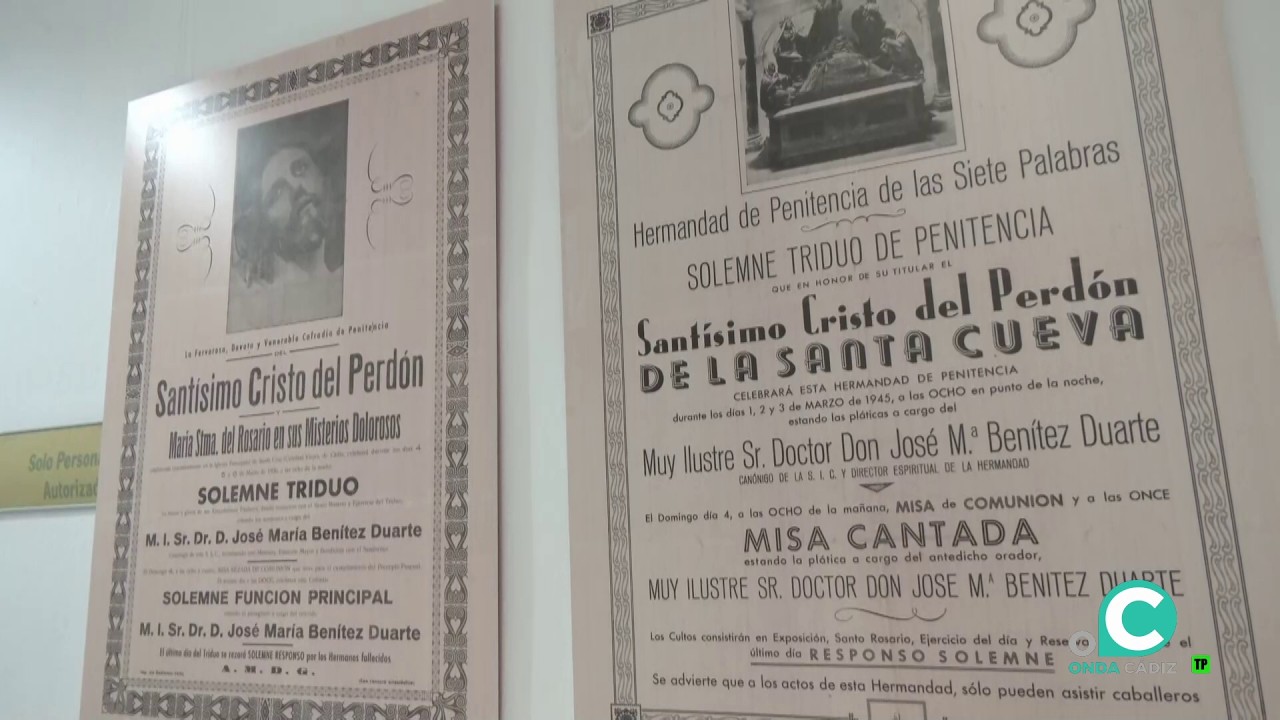 Solo Persona
Autorizad
La Fervorosa, Devota y Venerable Cofradía de Penitencia
DEL
Santísimo Cristo del Perdón
Y
María Stma. del Rosario en sus Misterios Dolorosos
SOLEMNE TRIDUO
M. I. Sr. Dr. D. José María Benítez Duarte
SOLEMNE FUNCION PRINCIPAL
M. I. Sr. Dr. D. José María Benítez Duarte
El último día del Triduo se rezará SOLEMNE RESPONSO por los Hermanos fallecidos
A. M. D. G.
Hermandad de Penitencia de las Siete Palabras
SOLEMNE TRIDUO DE PENITENCIA
QUE EN HONOR DE SU TITULAR EL
Santísimo Cristo del Perdón
DE LA SANTA CUEVA
CELEBRARÁ ESTA HERMANDAD DE PENITENCIA
durante los días 1, 2 y 3 de MARZO de 1945, a las OCHO en punto de la noche,
estando las pláticas a cargo del
Muy Ilustre Sr. Doctor Don José M.ª Benítez Duarte
CANÓNIGO DE LA S. I. C. Y DIRECTOR ESPIRITUAL DE LA HERMANDAD
El Domingo día 4, a las OCHO de la mañana, MISA de COMUNION y a las ONCE
MISA CANTADA
estando la plática a cargo del antedicho orador,
MUY ILUSTRE SR. DOCTOR DON JOSE M.ª BENITEZ DUARTE
Los Cultos consistirán en Exposición, Santo Rosario, Ejercicio del día y Reserva el
último día RESPONSO SOLEMNE
Se advierte que a los actos de esta Hermandad, sólo pueden asistir caballeros
C
ONDA CÁDIZ
TP